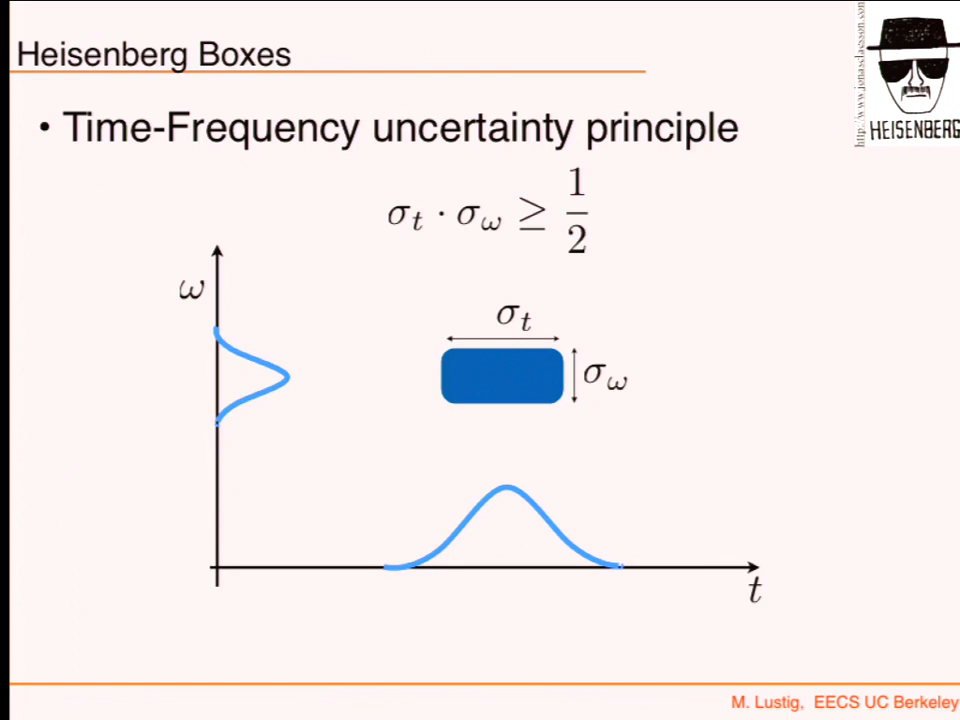 Heisenberg Boxes
http://www.jonasclaesson.com
HEISENBERG
• Time-Frequency uncertainty principle
σ_t · σ_ω ≥ 1/2
ω
σ_t
σ_ω
t
M. Lustig, EECS UC Berkeley